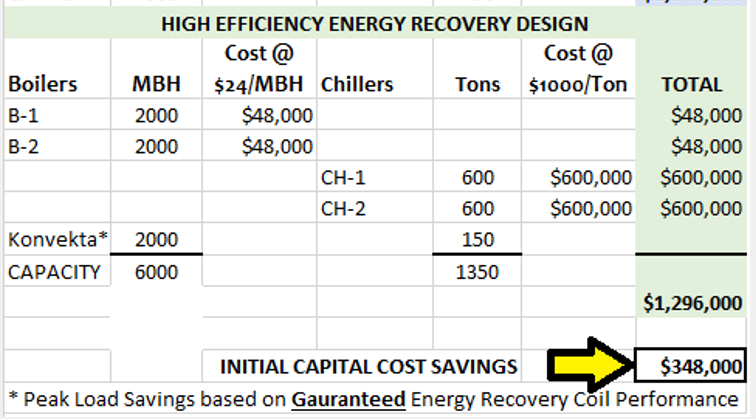 HIGH EFFICIENCY ENERGY RECOVERY DESIGN
Cost @ Cost @
Boilers MBH $24/MBH Chillers Tons $1000/Ton TOTAL
B-1 2000 $48,000 $48,000
B-2 2000 $48,000 $48,000
CH-1 600 $600,000 $600,000
CH-2 600 $600,000 $600,000
Konvekta* 2000 150
CAPACITY 6000 1350
$1,296,000
INITIAL CAPITAL COST SAVINGS $348,000
* Peak Load Savings based on Gauranteed Energy Recovery Coil Performance